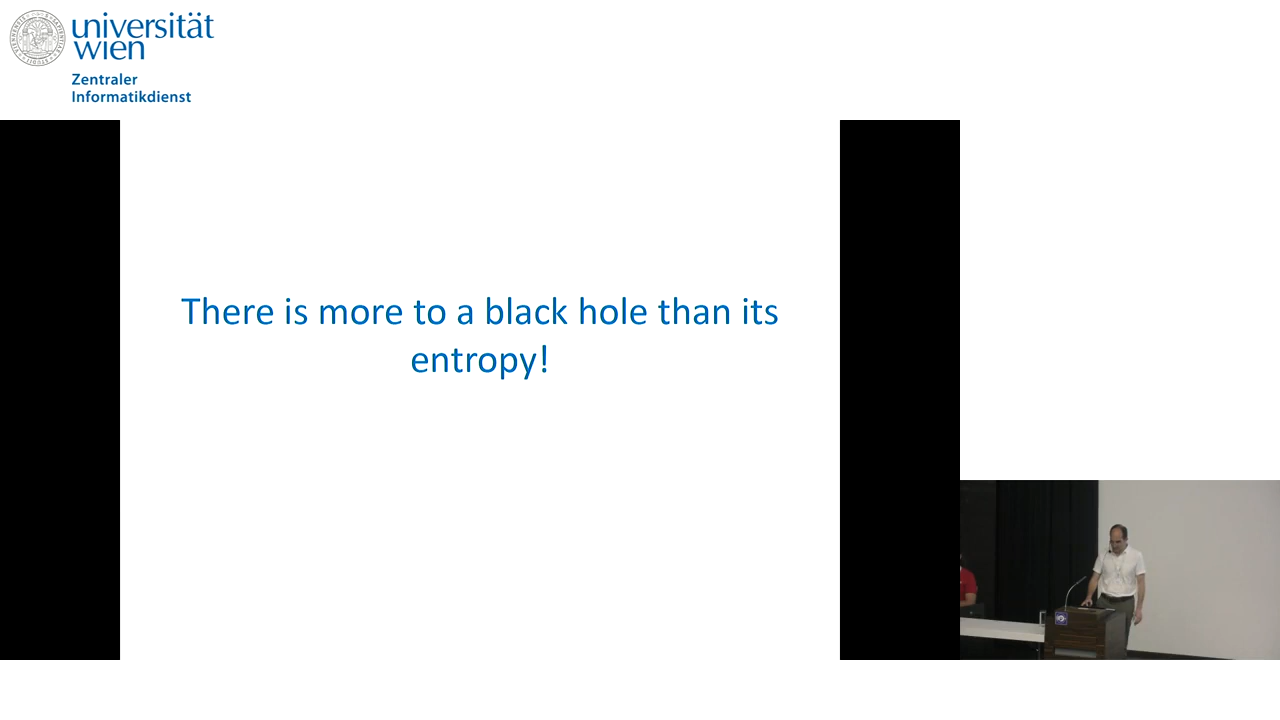 universität
wien
Zentraler
Informatikdienst
There is more to a black hole than its
entropy!